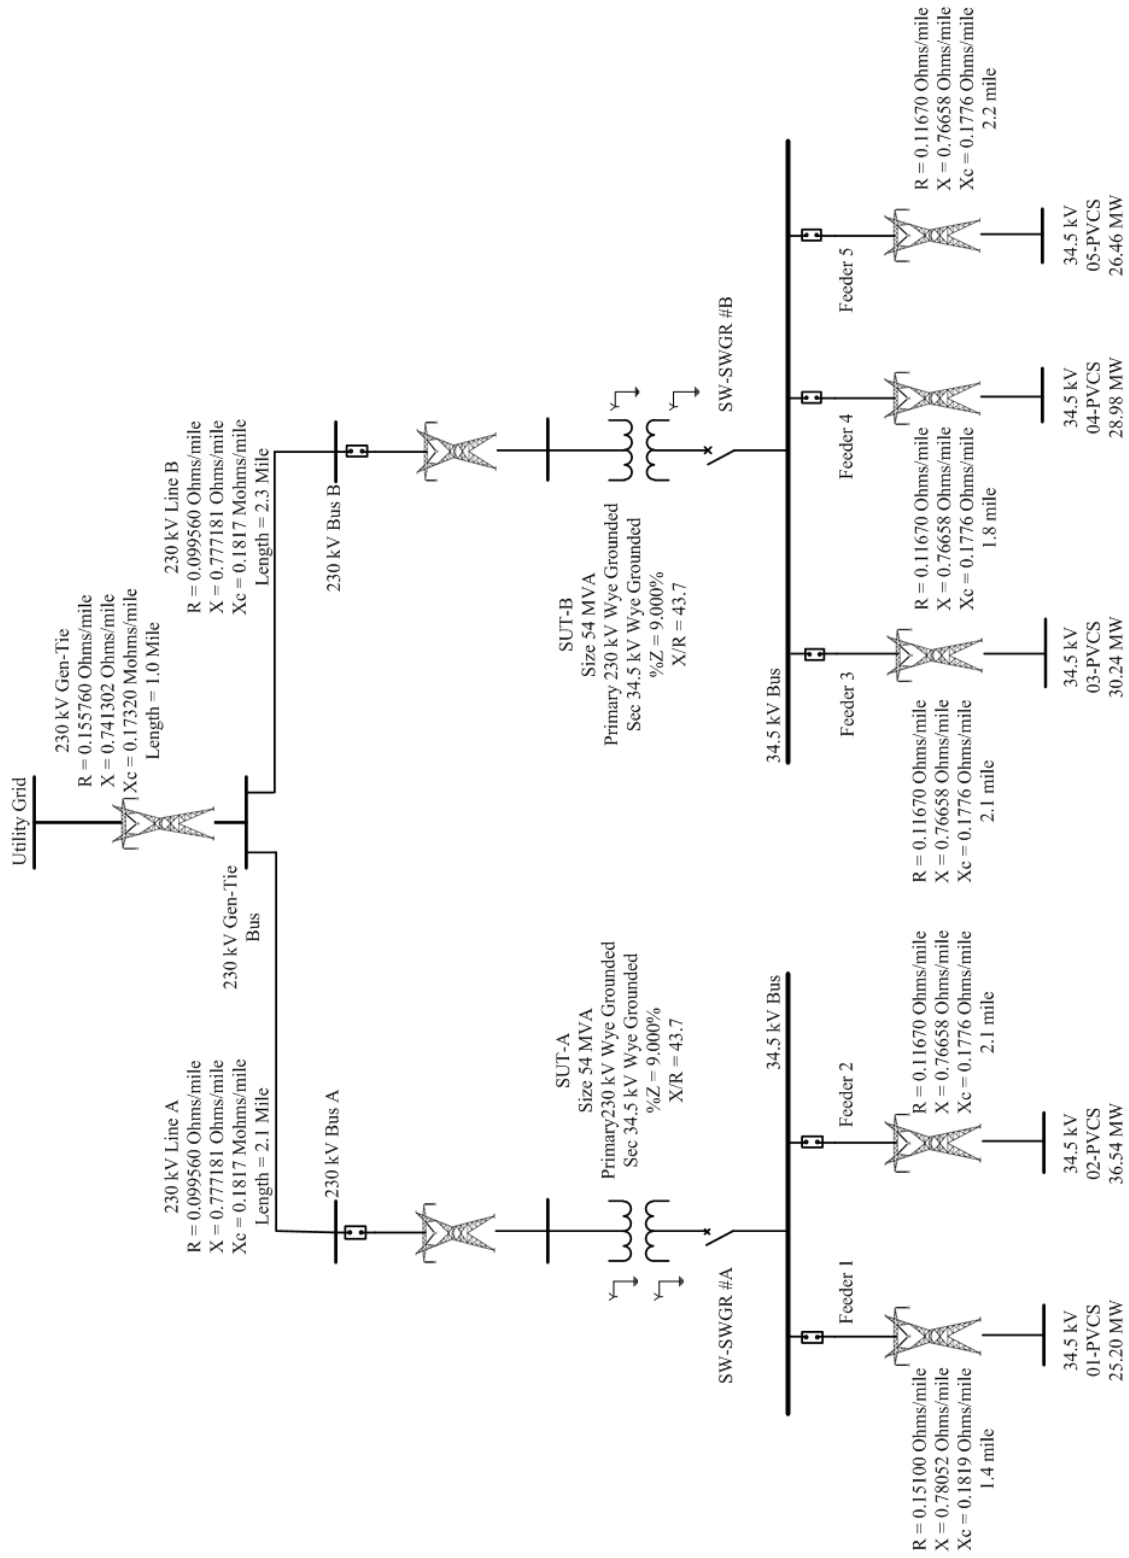 Utility Grid
230 kV Gen-Tie
R = 0.155760 Ohms/mile
X = 0.741302 Ohms/mile
Xc = 0.17320 Mohms/mile
Length = 1.0 Mile
230 kV Gen-Tie
Bus
230 kV Line A
R = 0.099560 Ohms/mile
X = 0.777181 Ohms/mile
Xc = 0.1817 Mohms/mile
Length = 2.1 Mile
230 kV Line B
R = 0.099560 Ohms/mile
X = 0.777181 Ohms/mile
Xc = 0.1817 Mohms/mile
Length = 2.3 Mile
230 kV Bus A
230 kV Bus B
SUT-A
Size 54 MVA
Primary230 kV Wye Grounded
Sec 34.5 kV Wye Grounded
%Z = 9.000%
X/R = 43.7
SUT-B
Size 54 MVA
Primary 230 kV Wye Grounded
Sec 34.5 kV Wye Grounded
%Z = 9.000%
X/R = 43.7
Y
Y
Y
Y
SW-SWGR #A
SW-SWGR #B
34.5 kV Bus
34.5 kV Bus
Feeder 1
Feeder 2
Feeder 3
Feeder 4
Feeder 5
R = 0.15100 Ohms/mile
X = 0.78052 Ohms/mile
Xc = 0.1819 Ohms/mile
1.4 mile
R = 0.11670 Ohms/mile
X = 0.76658 Ohms/mile
Xc = 0.1776 Ohms/mile
2.1 mile
R = 0.11670 Ohms/mile
X = 0.76658 Ohms/mile
Xc = 0.1776 Ohms/mile
2.1 mile
R = 0.11670 Ohms/mile
X = 0.76658 Ohms/mile
Xc = 0.1776 Ohms/mile
1.8 mile
R = 0.11670 Ohms/mile
X = 0.76658 Ohms/mile
Xc = 0.1776 Ohms/mile
2.2 mile
34.5 kV
01-PVCS
25.20 MW
34.5 kV
02-PVCS
36.54 MW
34.5 kV
03-PVCS
30.24 MW
34.5 kV
04-PVCS
28.98 MW
34.5 kV
05-PVCS
26.46 MW